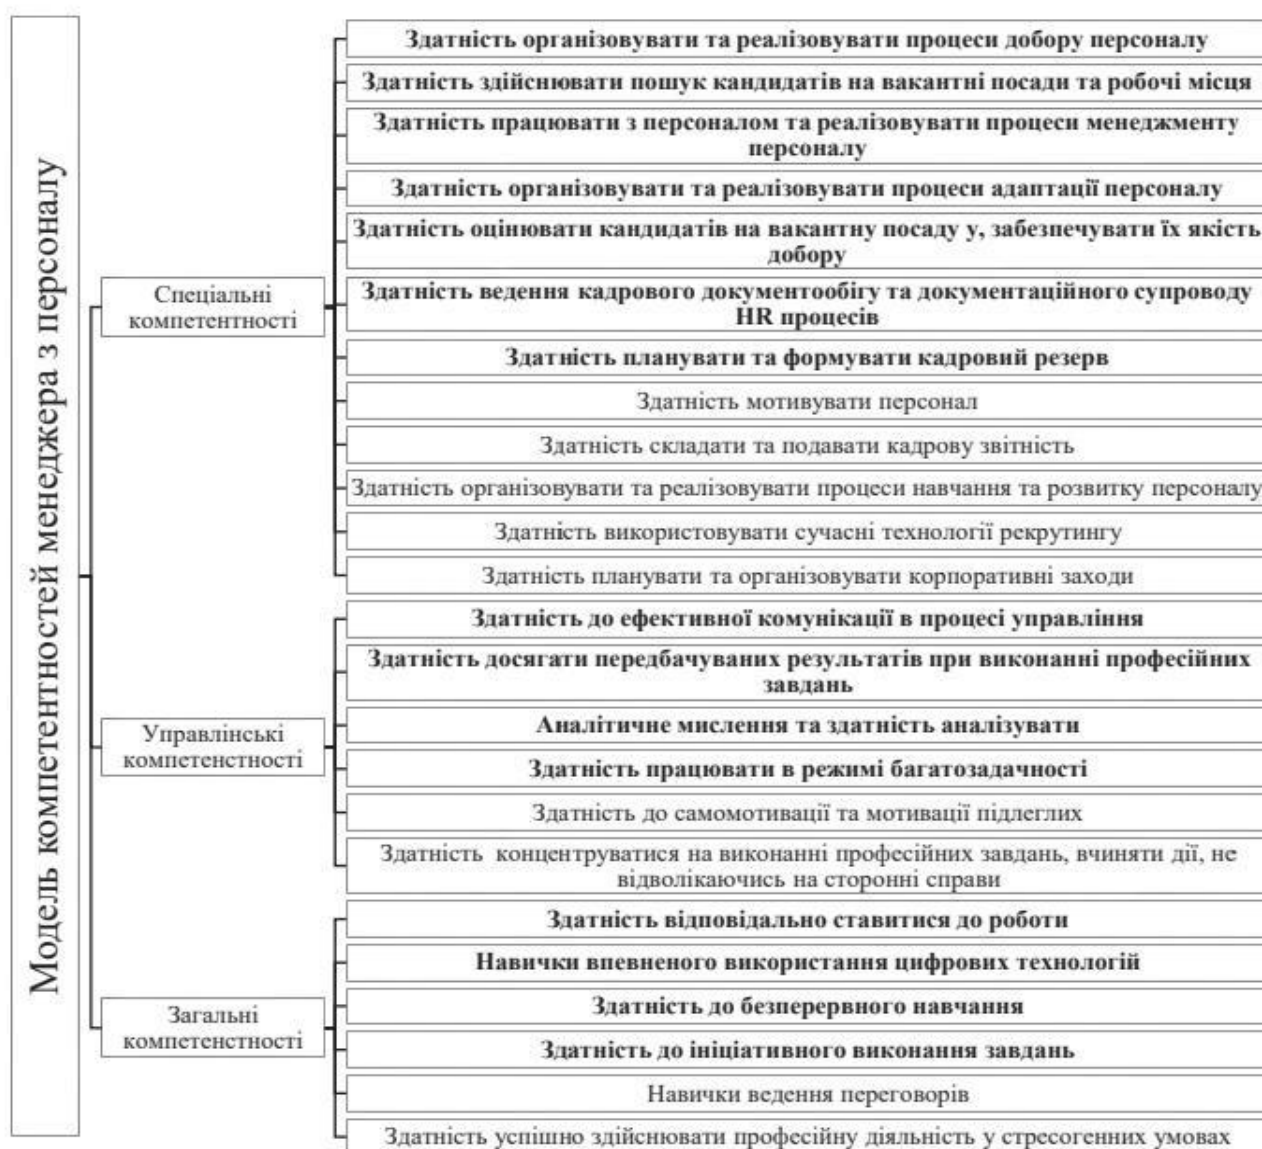 Модель компетентностей менеджера з персоналу
Спеціальні
компетентності
Здатність організовувати та реалізовувати процеси добору персоналу
Здатність здійснювати пошук кандидатів на вакантні посади та робочі місця
Здатність працювати з персоналом та реалізовувати процеси менеджменту
персоналу
Здатність організовувати та реалізовувати процеси адаптації персоналу
Здатність оцінювати кандидатів на вакантну посаду у, забезпечувати їх якість
добору
Здатність ведення кадрового документообігу та документаційного супроводу
HR процесів
Здатність планувати та формувати кадровий резерв
Здатність мотивувати персонал
Здатність складати та подавати кадрову звітність
Здатність організовувати та реалізовувати процеси навчання та розвитку персоналу
Здатність використовувати сучасні технології рекрутингу
Здатність планувати та організовувати корпоративні заходи
Управлінські
компетенстності
Здатність до ефективної комунікації в процесі управління
Здатність досягати передбачуваних результатів при виконанні професійних
завдань
Аналітичне мислення та здатність аналізувати
Здатність працювати в режимі багатозадачності
Здатність до самомотивації та мотивації підлеглих
Здатність концентруватися на виконанні професійних завдань, вчиняти дії, не
відволікаючись на сторонні справи
Загальні
компетенстності
Здатність відповідально ставитися до роботи
Навички впевненого використання цифрових технологій
Здатність до безперервного навчання
Здатність до ініціативного виконання завдань
Навички ведення переговорів
Здатність успішно здійснювати професійну діяльність у стресогенних умовах